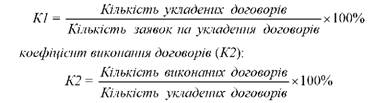 Кількість укладених договорів
К1 = ×100%
Кількість заявок на укладення договорів
коефіцієнт виконання договорів (К2):
Кількість виконаних договорів
К2 = ×100%
Кількість укладених договорів